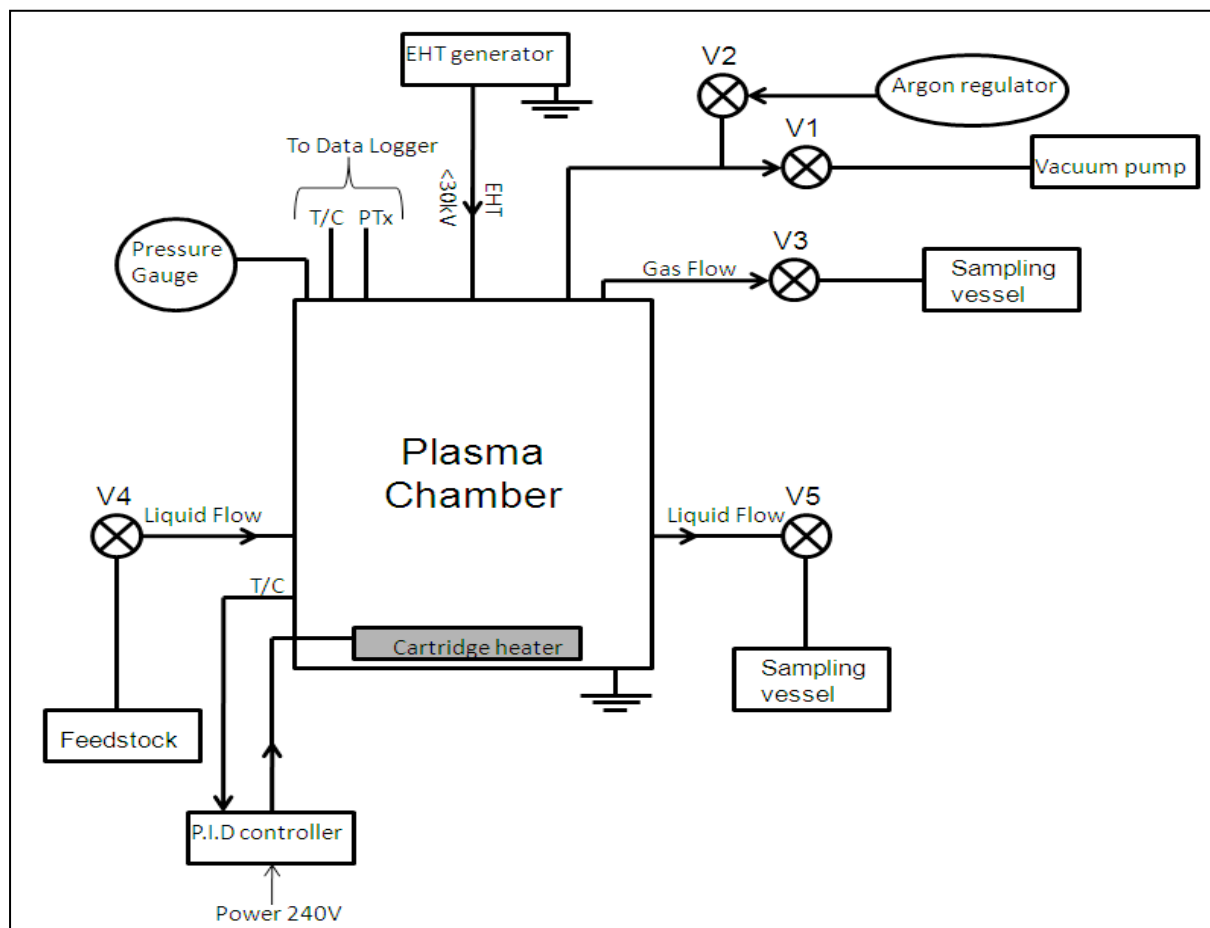 EHT generator
V2
Argon regulator
V1
Vacuum pump
To Data Logger
T/C PTx
<30kV
EHT
Pressure
Gauge
V3
Gas Flow
Sampling
vessel
Plasma
Chamber
V4
Liquid Flow
Liquid Flow
V5
T/C
Cartridge heater
Sampling
vessel
Feedstock
P.I.D controller
Power 240V